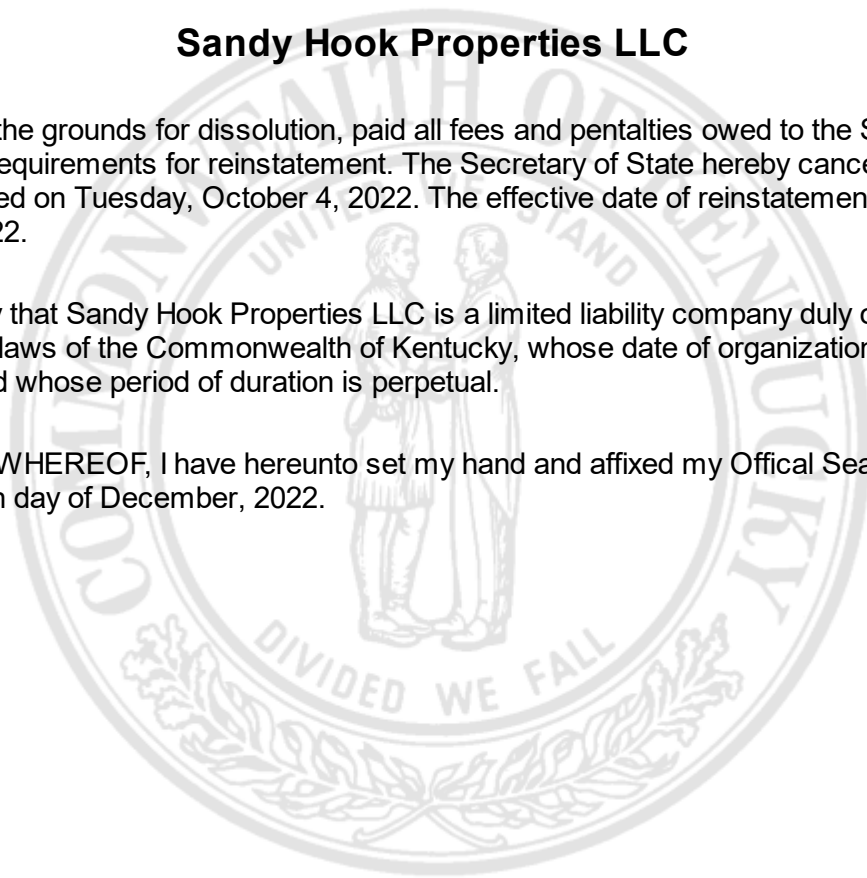 Sandy Hook Properties LLC
the grounds for dissolution, paid all fees and pentalties owed to the S
equirements for reinstatement. The Secretary of State hereby cance
ed on Tuesday, October 4, 2022. The effective date of reinstatemen
22.
y that Sandy Hook Properties LLC is a limited liability company duly o
laws of the Commonwealth of Kentucky, whose date of organization
d whose period of duration is perpetual.
WHEREOF, I have hereunto set my hand and affixed my Offical Sea
h day of December, 2022.
COMMONWEALTH OF KENTUCKY
UNITED WE STAND
DIVIDED WE FALL